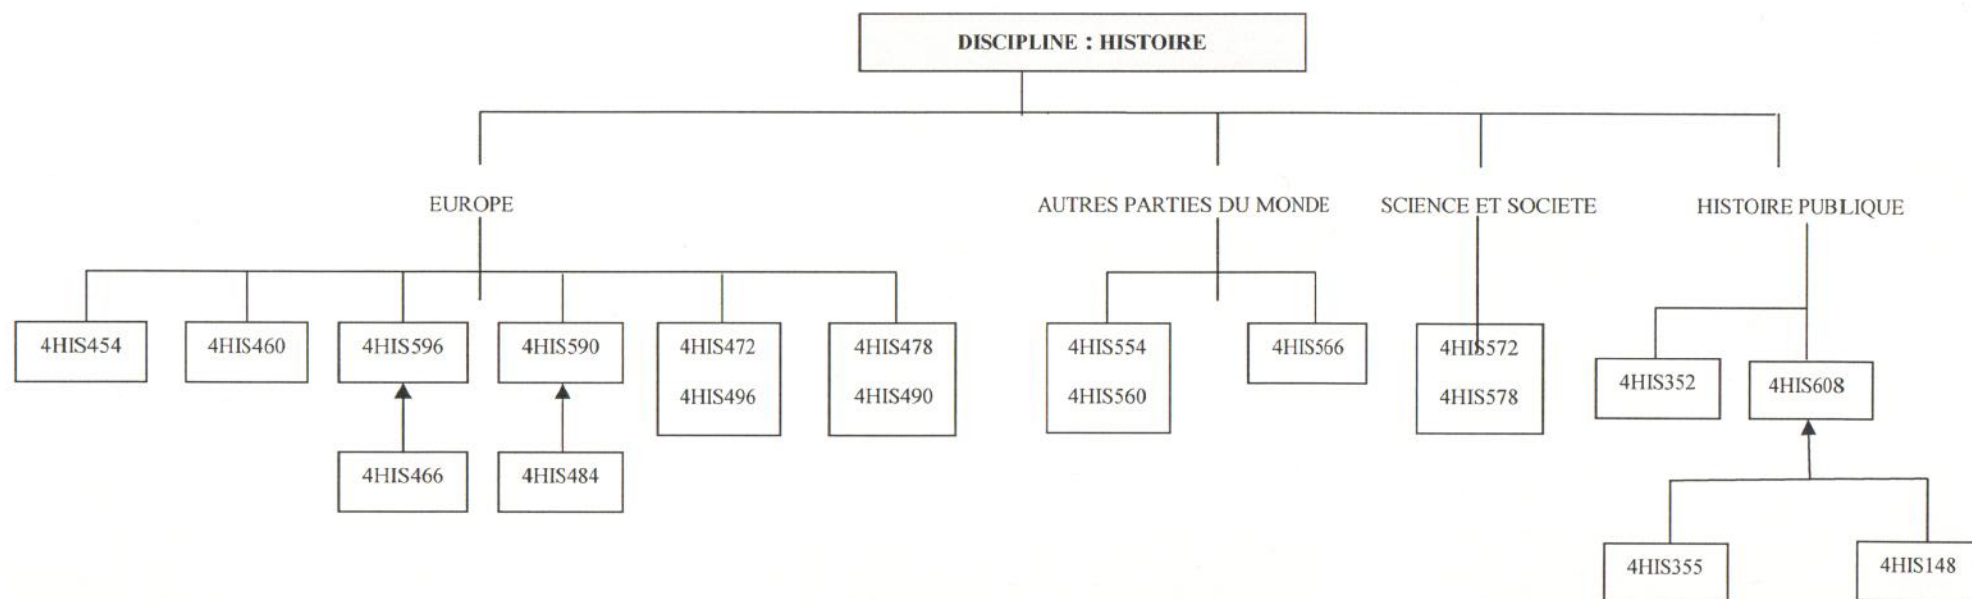 DISCIPLINE : HISTOIRE
EUROPE
AUTRES PARTIES DU MONDE
SCIENCE ET SOCIETE
HISTOIRE PUBLIQUE
4HIS454
4HIS460
4HIS596
4HIS590
4HIS472
4HIS496
4HIS478
4HIS490
4HIS554
4HIS560
4HIS566
4HIS572
4HIS578
4HIS352
4HIS608
4HIS466
4HIS484
4HIS355
4HIS148